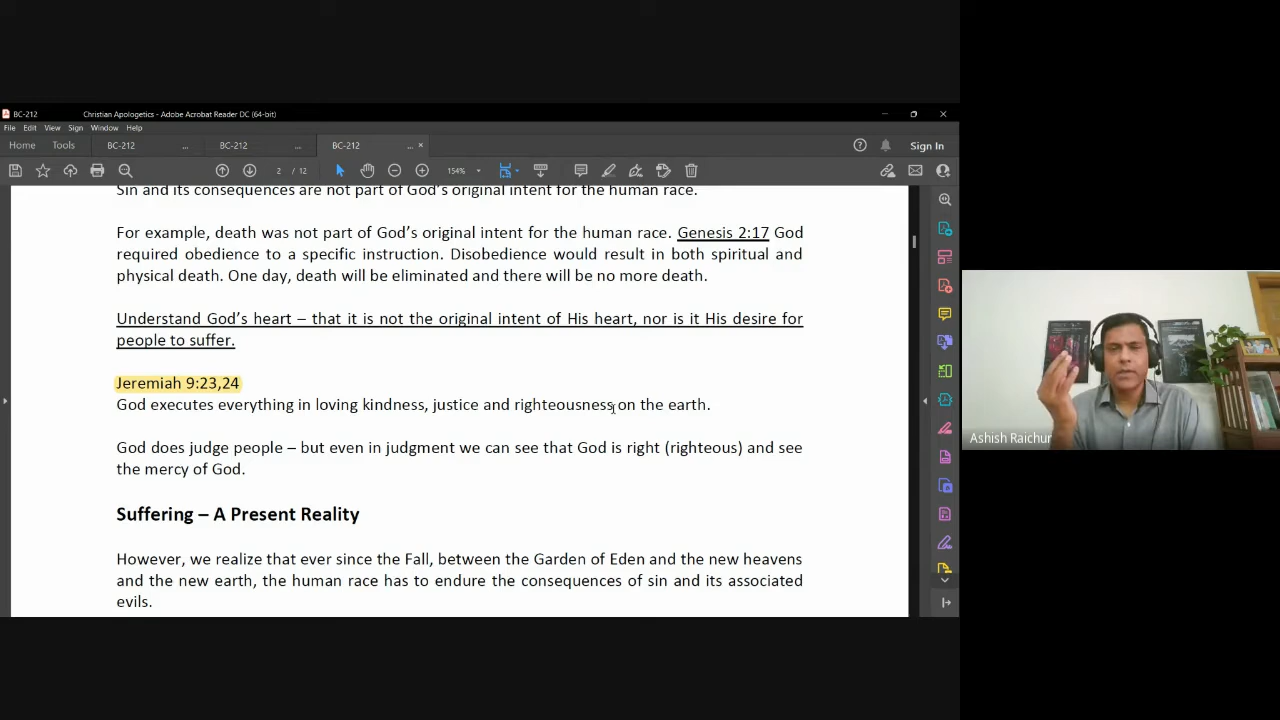 BC-212 Christian Apologetics - Adobe Acrobat Reader DC (64-bit)
File Edit View Sign Window Help
Home Tools BC-212 ... BC-212 ... BC-212 ... ×
Sign In
2 / 12 154%
Sin and its consequences are not part of God's original intent for the human race.
For example, death was not part of God's original intent for the human race. Genesis 2:17 God
required obedience to a specific instruction. Disobedience would result in both spiritual and
physical death. One day, death will be eliminated and there will be no more death.
Understand God's heart – that it is not the original intent of His heart, nor is it His desire for
people to suffer.
Jeremiah 9:23,24
God executes everything in loving kindness, justice and righteousness on the earth.
God does judge people – but even in judgment we can see that God is right (righteous) and see
the mercy of God.
Suffering – A Present Reality
However, we realize that ever since the Fall, between the Garden of Eden and the new heavens
and the new earth, the human race has to endure the consequences of sin and its associated
evils.
Ashish Raichur